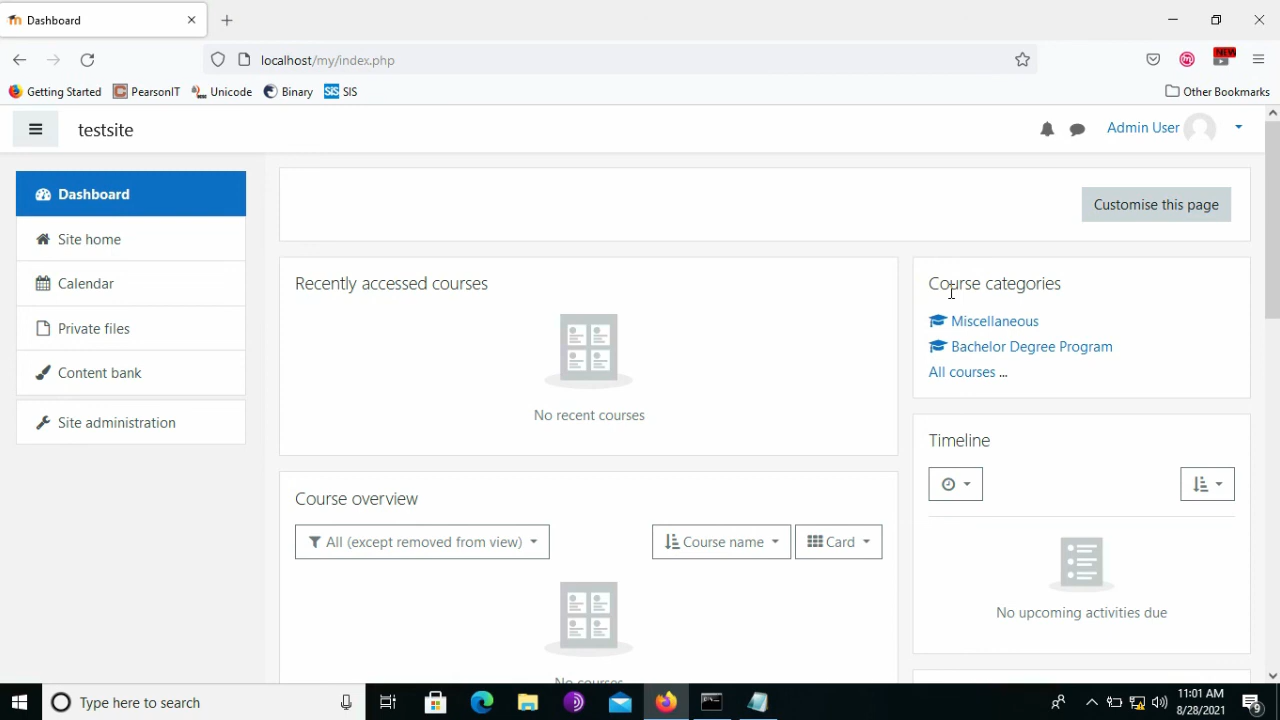 Dashboard
localhost/my/index.php
NEW
Getting Started
PearsonIT
Unicode
Binary
SIS
SIS
Other Bookmarks
testsite
Admin User
Dashboard
Site home
Calendar
Private files
Content bank
Site administration
Customise this page
Recently accessed courses
No recent courses
Course overview
All (except removed from view)
Course name
Card
No courses
Course categories
Miscellaneous
Bachelor Degree Program
All courses ...
Timeline
No upcoming activities due
Type here to search
11:01 AM
8/28/2021
9